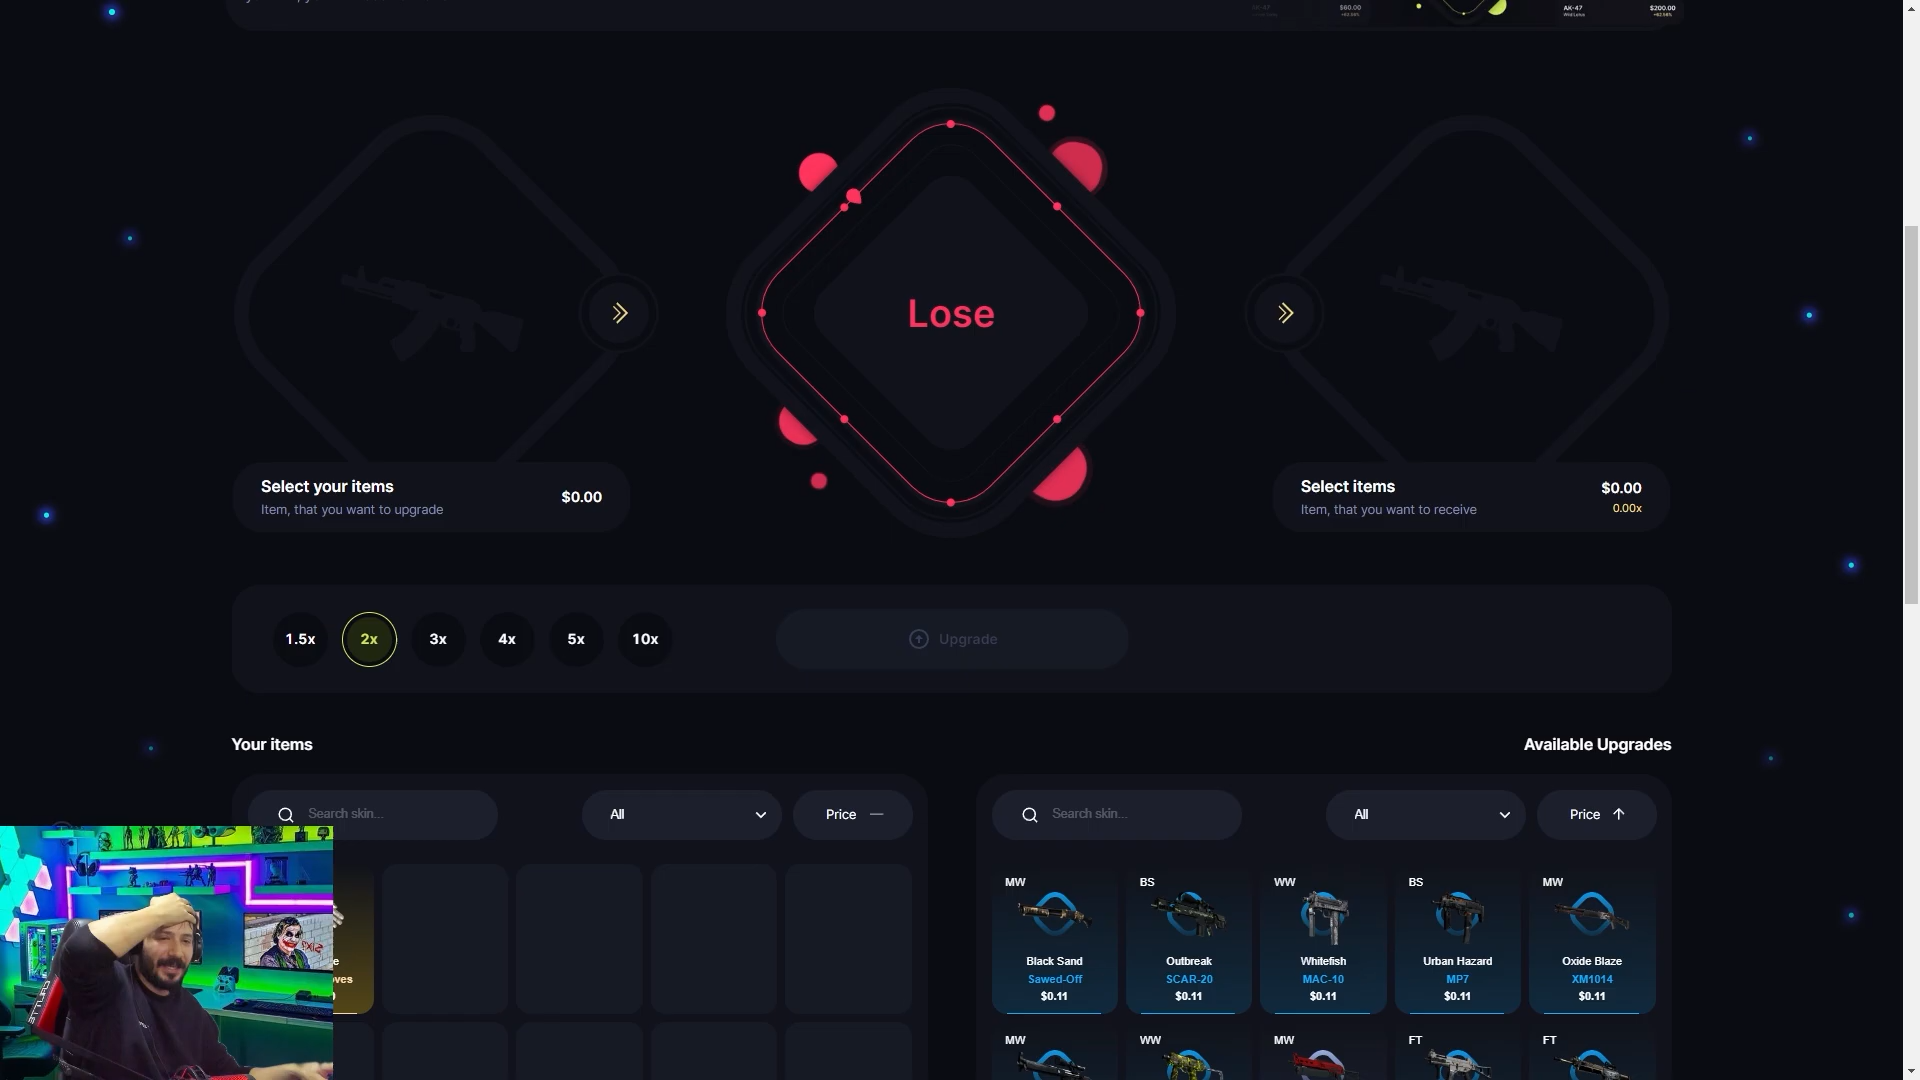 $60.00
AK-47
Wild Lotus
$200.00
Lose
Select your items
Item, that you want to upgrade
$0.00
Select items
Item, that you want to receive
$0.00
0.00x
1.5x
2x
3x
4x
5x
10x
Upgrade
Your items
Available Upgrades
Search skin...
All
Price
Search skin...
All
Price
MW
Black Sand
Sawed-Off
$0.11
BS
Outbreak
SCAR-20
$0.11
WW
Whitefish
MAC-10
$0.11
BS
Urban Hazard
MP7
$0.11
MW
Oxide Blaze
XM1014
$0.11
MW
WW
MW
FT
FT